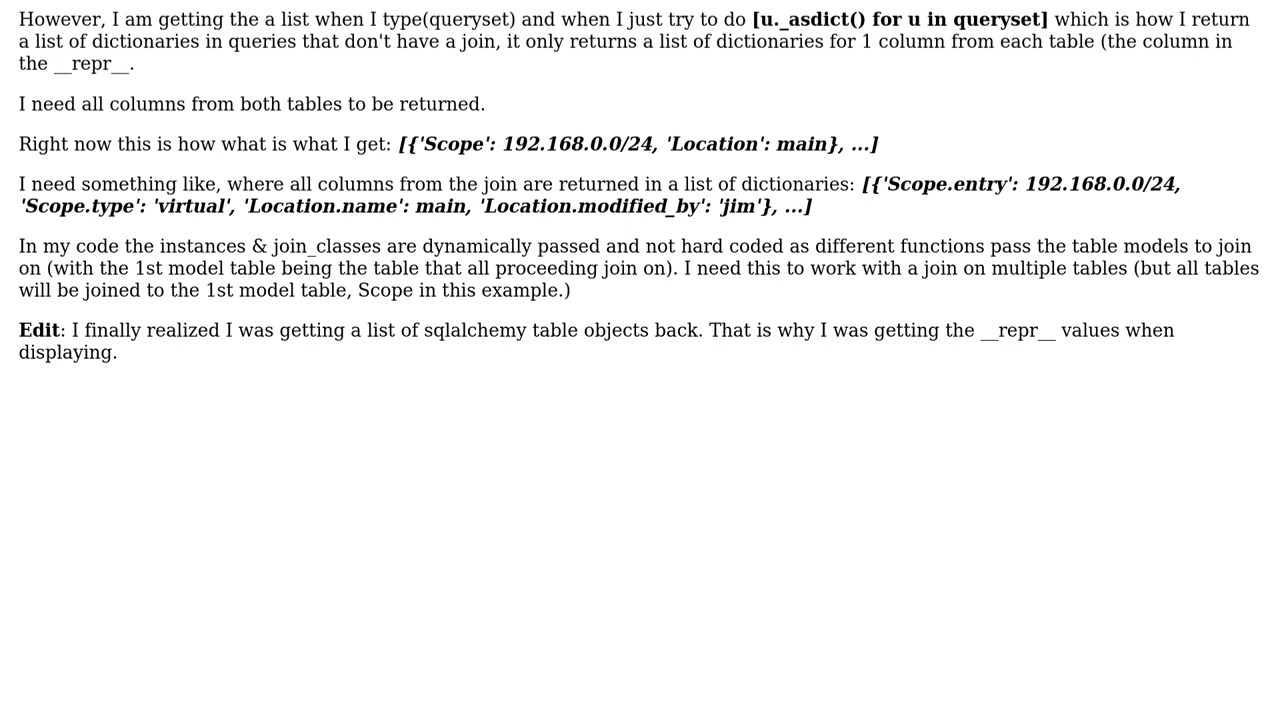 However, I am getting the a list when I type(queryset) and when I just try to do [u._asdict() for u in queryset] which is how I return
a list of dictionaries in queries that don't have a join, it only returns a list of dictionaries for 1 column from each table (the column in
the __repr__.
I need all columns from both tables to be returned.
Right now this is how what is what I get: [{'Scope': 192.168.0.0/24, 'Location': main}, ...]
I need something like, where all columns from the join are returned in a list of dictionaries: [{'Scope.entry': 192.168.0.0/24,
'Scope.type': 'virtual', 'Location.name': main, 'Location.modified_by': 'jim'}, ...]
In my code the instances & join_classes are dynamically passed and not hard coded as different functions pass the table models to join
on (with the 1st model table being the table that all proceeding join on). I need this to work with a join on multiple tables (but all tables
will be joined to the 1st model table, Scope in this example.)
Edit: I finally realized I was getting a list of sqlalchemy table objects back. That is why I was getting the __repr__ values when
displaying.